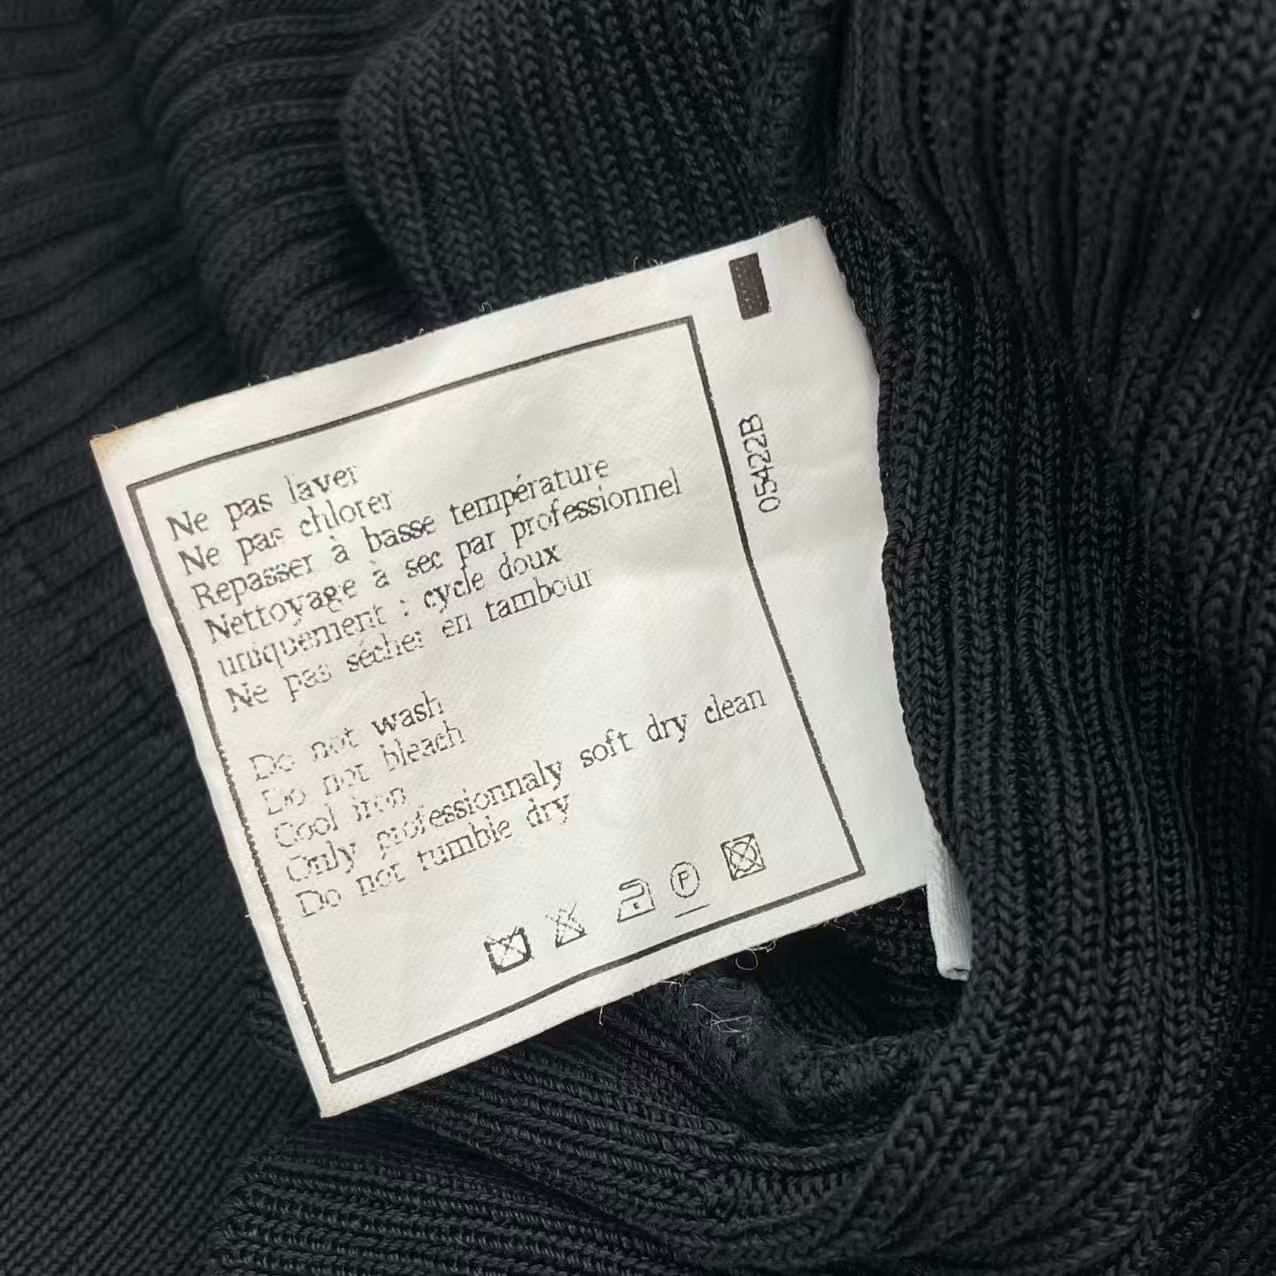 Ne pas laver
Ne pas chlorer
Repasser à basse température
Nettoyage à sec par professionnel
uniquement : cycle doux
Ne pas sécher en tambour
Do not wash
Do not bleach
Cool iron
Only professionnaly soft dry clean
Do not tumble dry
P
05422B